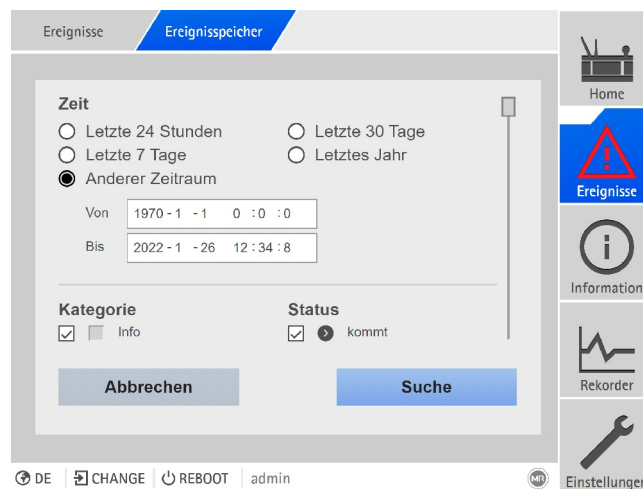 Ereignisse Ereignisspeicher
Home
Zeit
Letzte 24 Stunden Letzte 30 Tage
Letzte 7 Tage Letztes Jahr
Anderer Zeitraum
Von 1970 - 1 - 1 0 : 0 : 0
Bis 2022 - 1 - 26 12 : 34 : 8
Ereignisse
Information
Kategorie Status
Info kommt
Abbrechen Suche
Rekorder
DE CHANGE REBOOT admin MR
Einstellungen